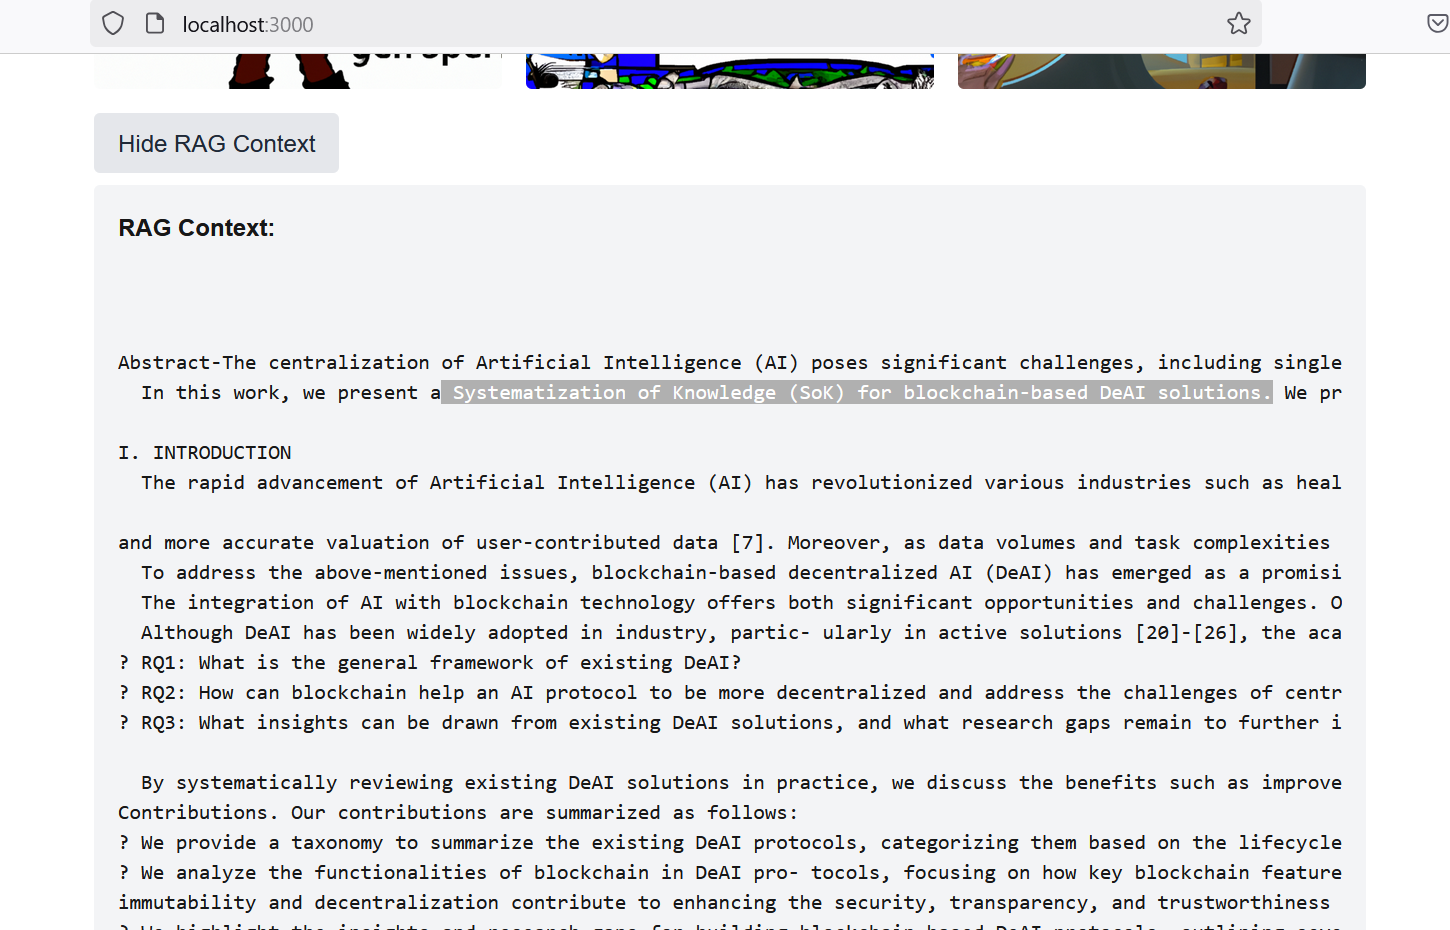 localhost:3000
Hide RAG Context
RAG Context:
Abstract-The centralization of Artificial Intelligence (AI) poses significant challenges, including single
In this work, we present a Systematization of Knowledge (SoK) for blockchain-based DeAI solutions. We pr
I. INTRODUCTION
The rapid advancement of Artificial Intelligence (AI) has revolutionized various industries such as heal
and more accurate valuation of user-contributed data [7]. Moreover, as data volumes and task complexities
To address the above-mentioned issues, blockchain-based decentralized AI (DeAI) has emerged as a promisi
The integration of AI with blockchain technology offers both significant opportunities and challenges. O
Although DeAI has been widely adopted in industry, partic- ularly in active solutions [20]-[26], the aca
? RQ1: What is the general framework of existing DeAI?
? RQ2: How can blockchain help an AI protocol to be more decentralized and address the challenges of centr
? RQ3: What insights can be drawn from existing DeAI solutions, and what research gaps remain to further i
By systematically reviewing existing DeAI solutions in practice, we discuss the benefits such as improve
Contributions. Our contributions are summarized as follows:
? We provide a taxonomy to summarize the existing DeAI protocols, categorizing them based on the lifecycle
? We analyze the functionalities of blockchain in DeAI pro- tocols, focusing on how key blockchain feature
immutability and decentralization contribute to enhancing the security, transparency, and trustworthiness